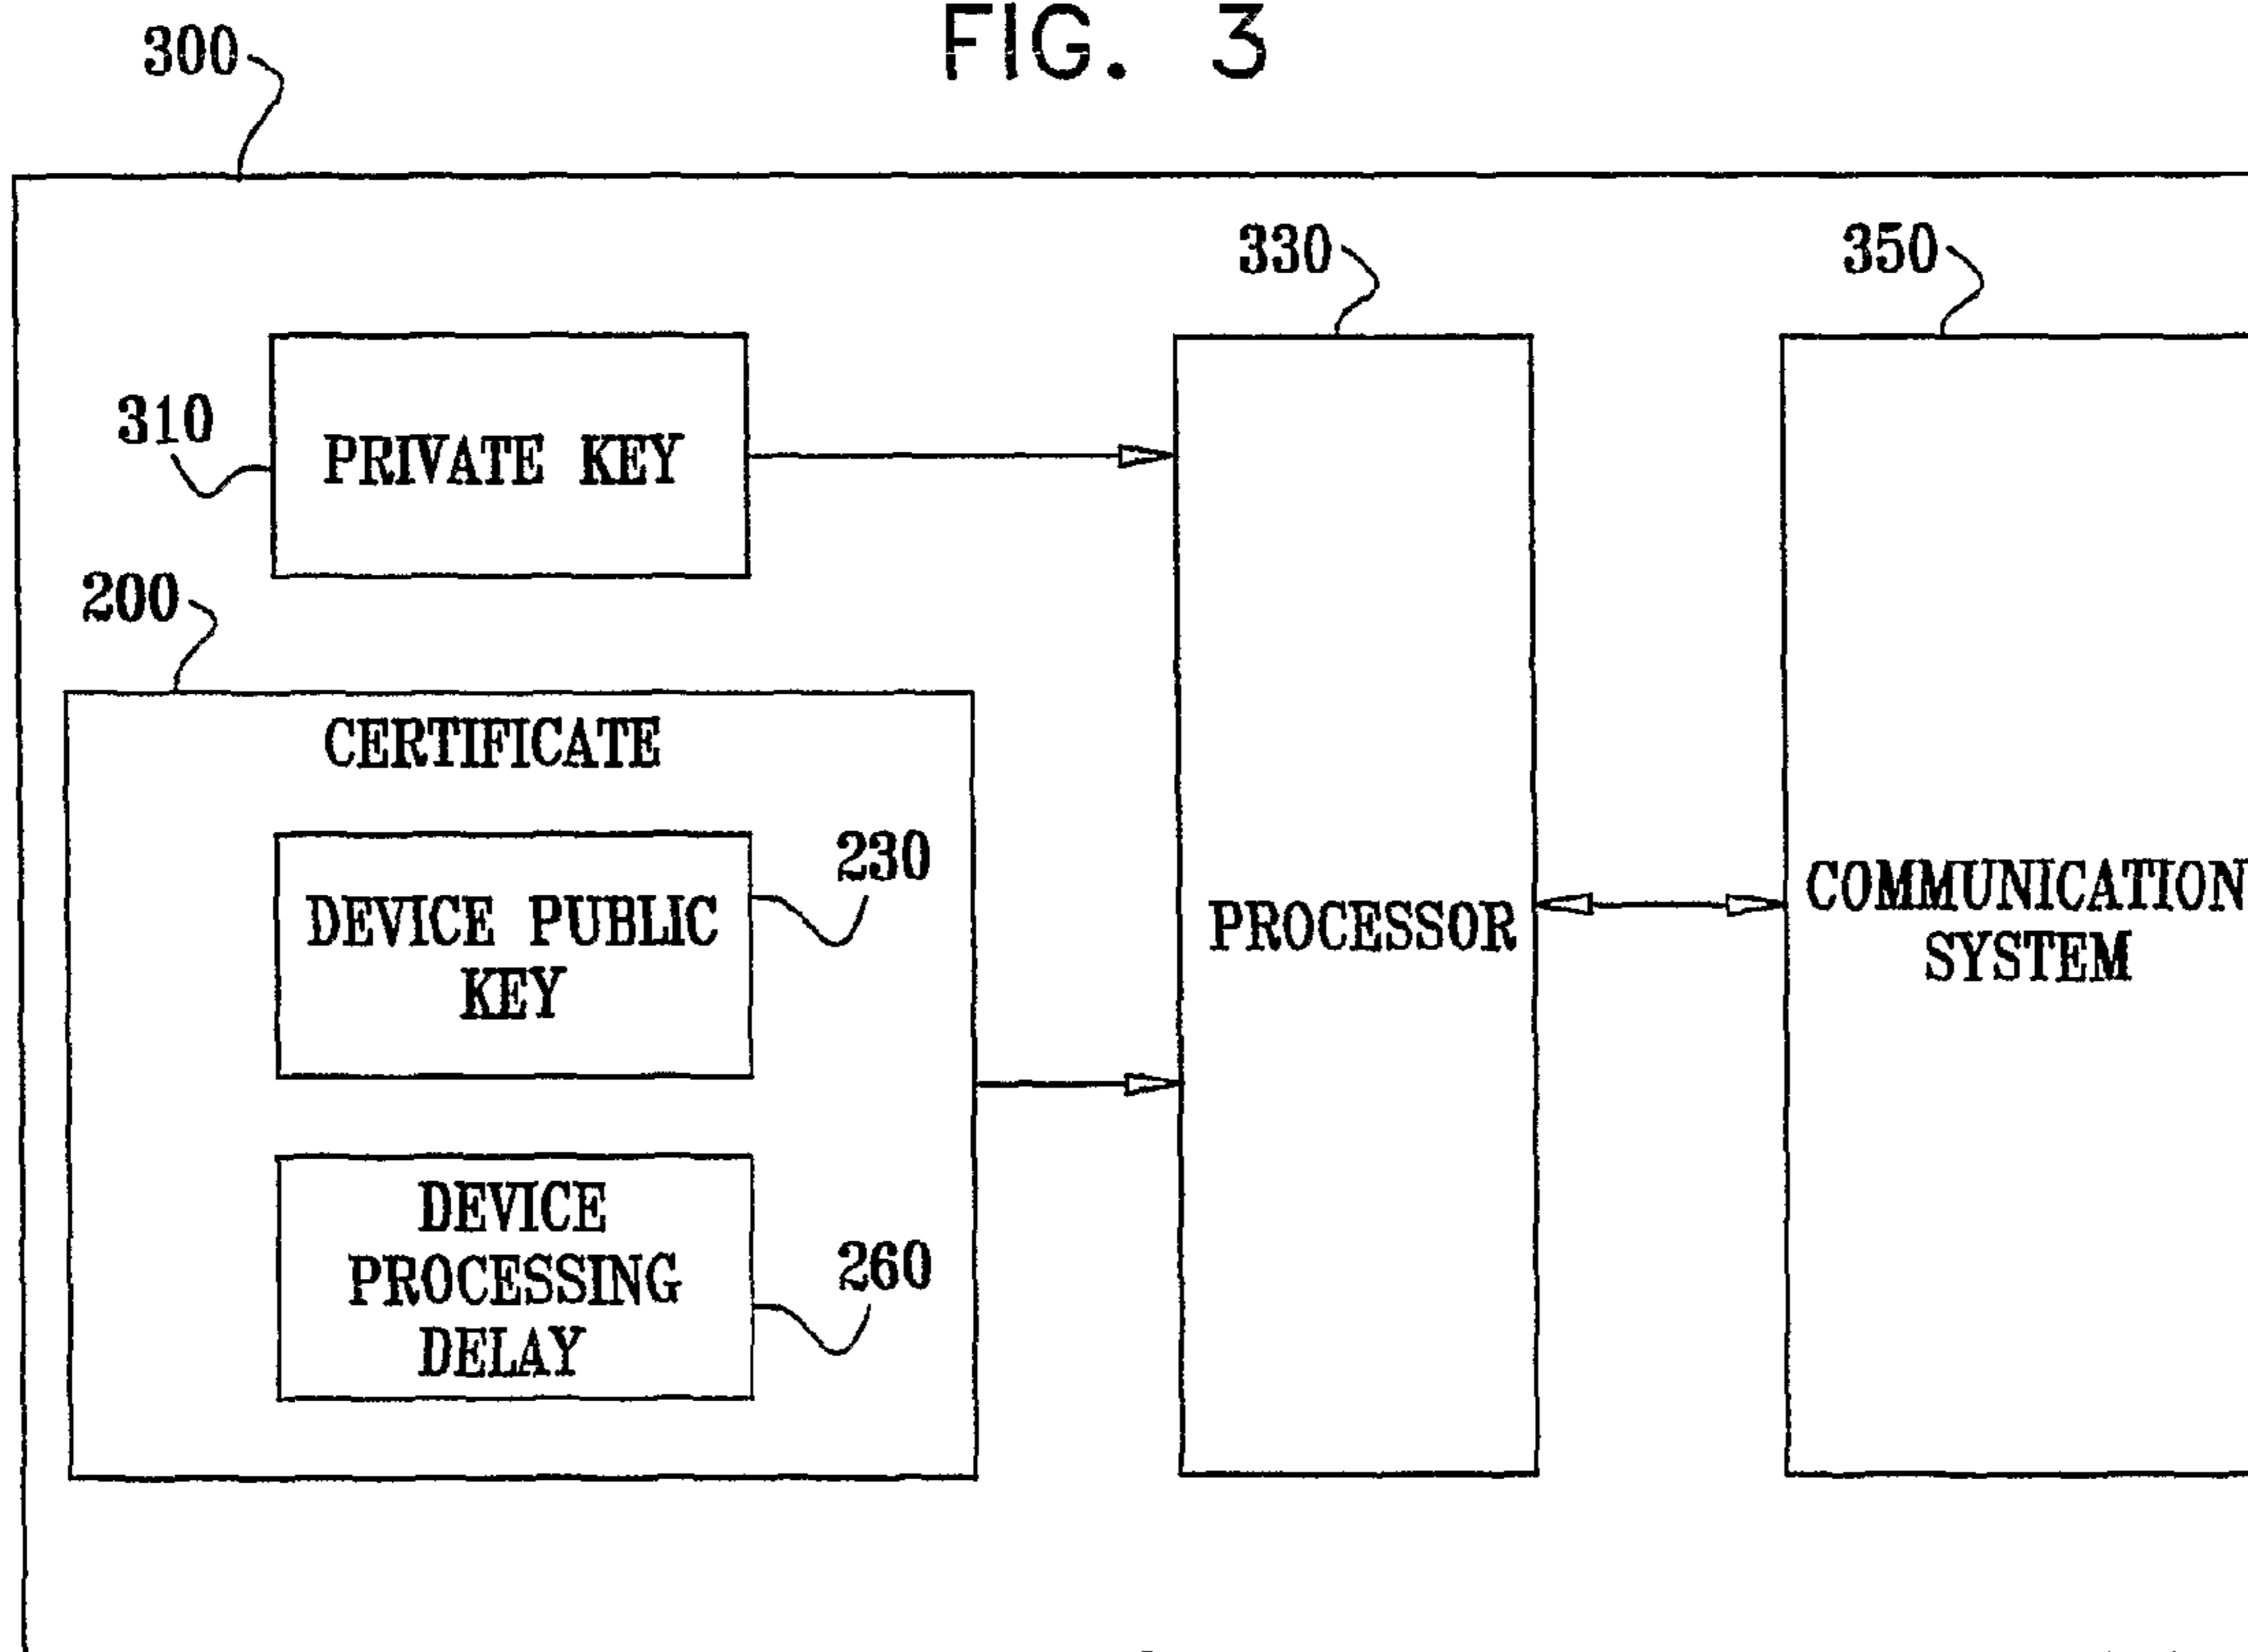 FIG. 3
300
330
350
310
PRIVATE KEY
200
CERTIFICATE
230
DEVICE PUBLIC
KEY
PROCESSOR
COMMUNICATION
SYSTEM
DEVICE
PROCESSING
DELAY
260